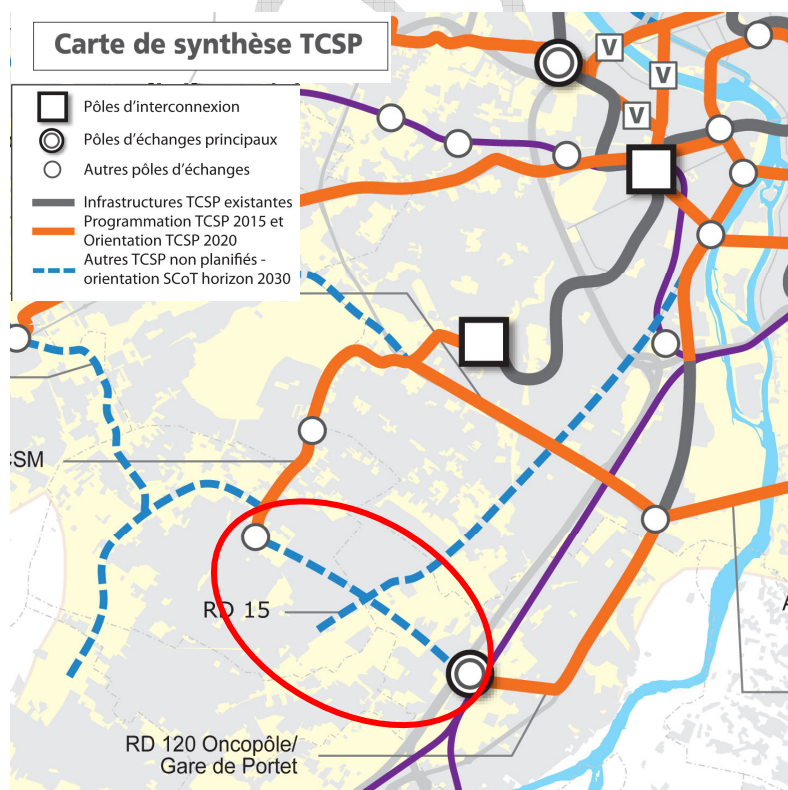 Carte de synthèse TCSP
Pôles d'interconnexion
Pôles d'échanges principaux
Autres pôles d'échanges
Infrastructures TCSP existantes
Programmation TCSP 2015 et
Orientation TCSP 2020
Autres TCSP non planifiés -
orientation SCoT horizon 2030
V
V
V
CSM
RD 15
RD 120 Oncopôle/
Gare de Portet